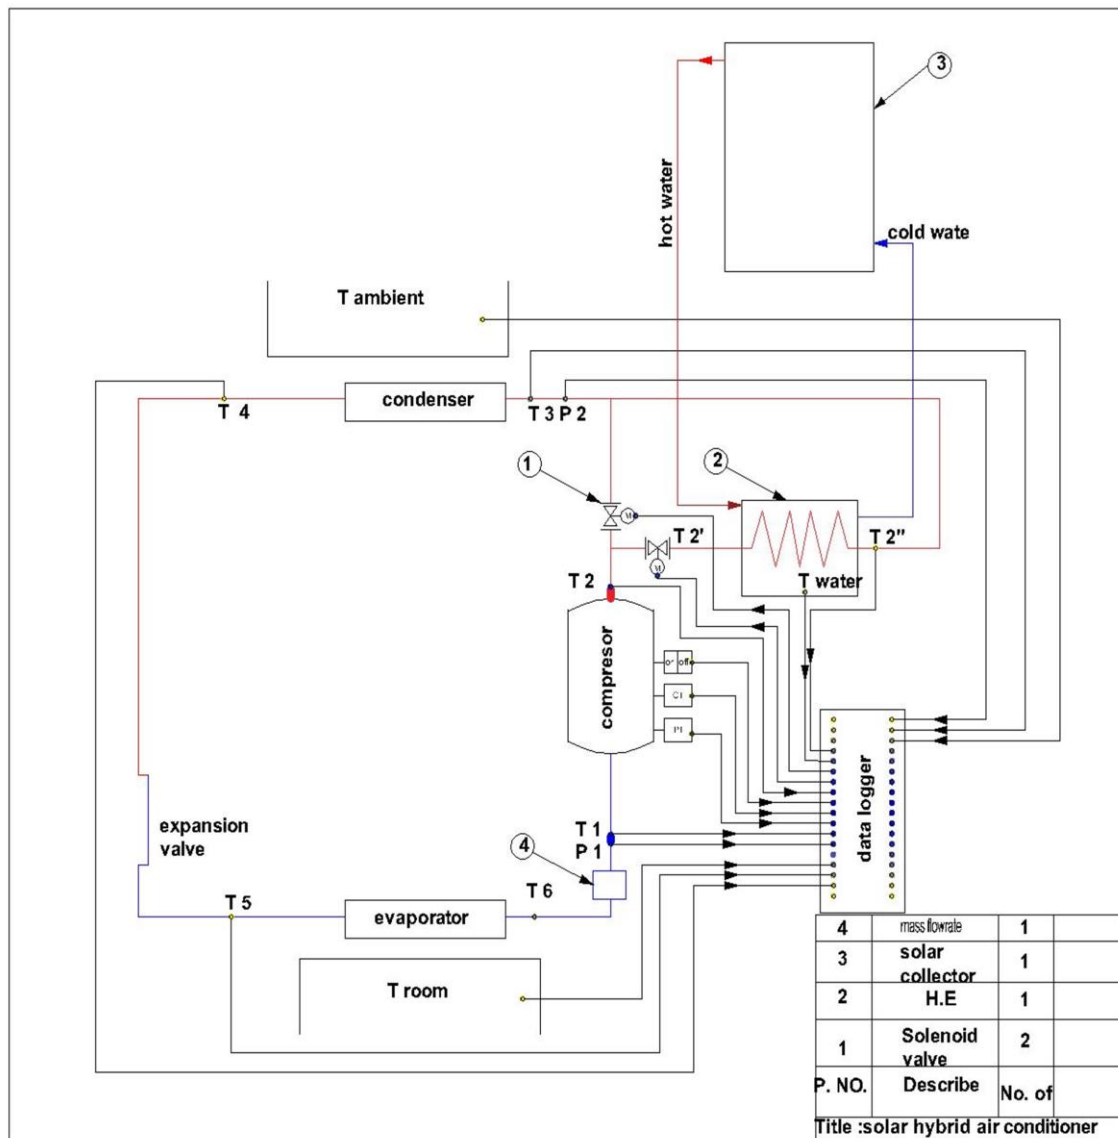 3
hot water
cold wate
T ambient
condenser
T 4
T 3 P 2
1
2
T 2'
T 2"
T water
T 2
M
M
compresor
on off
C1
P1
data logger
expansion
valve
T 1
P 1
4
T 6
T 5
evaporator
T room
4 mass flowrate 1
3 solar
collector 1
2 H.E 1
1 Solenoid
valve 2
P. NO. Describe No. of
Title :solar hybrid air conditioner